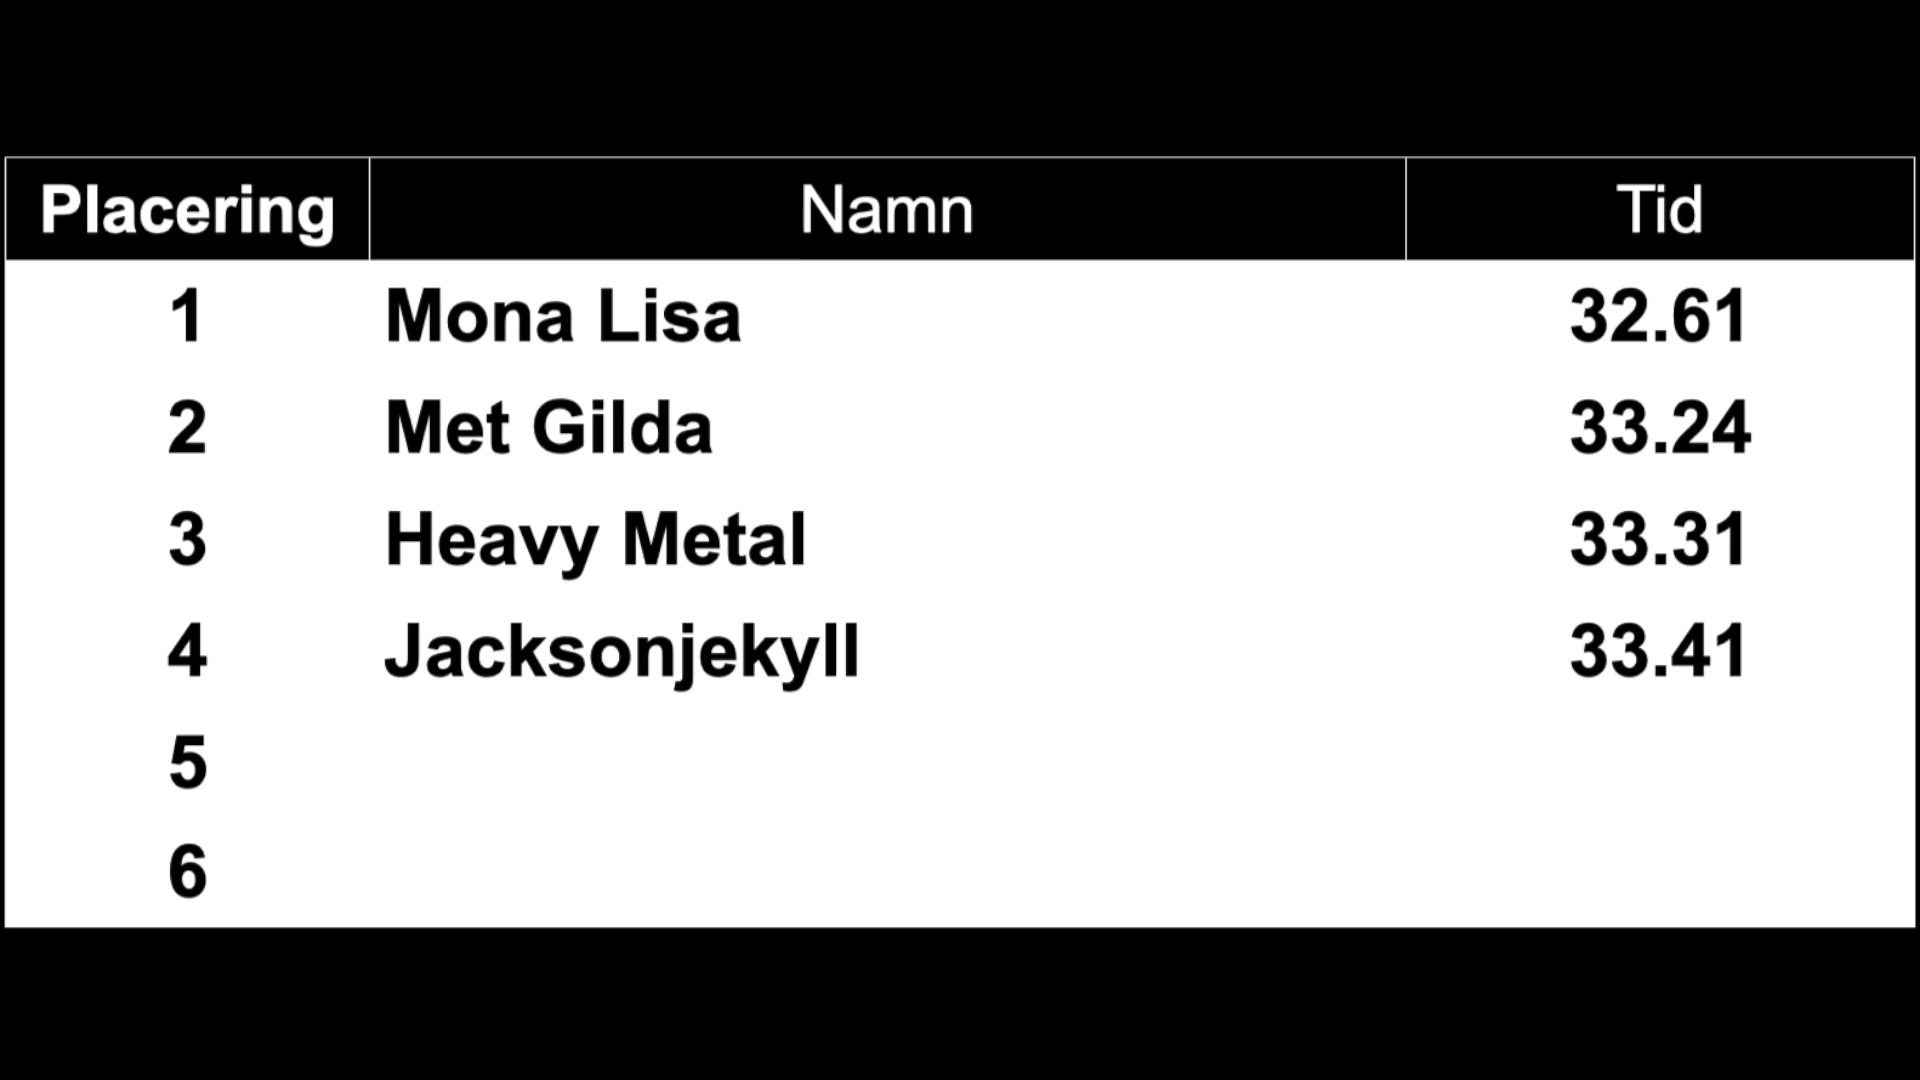 Placering Namn Tid
1 Mona Lisa 32.61
2 Met Gilda 33.24
3 Heavy Metal 33.31
4 Jacksonjekyll 33.41
5
6